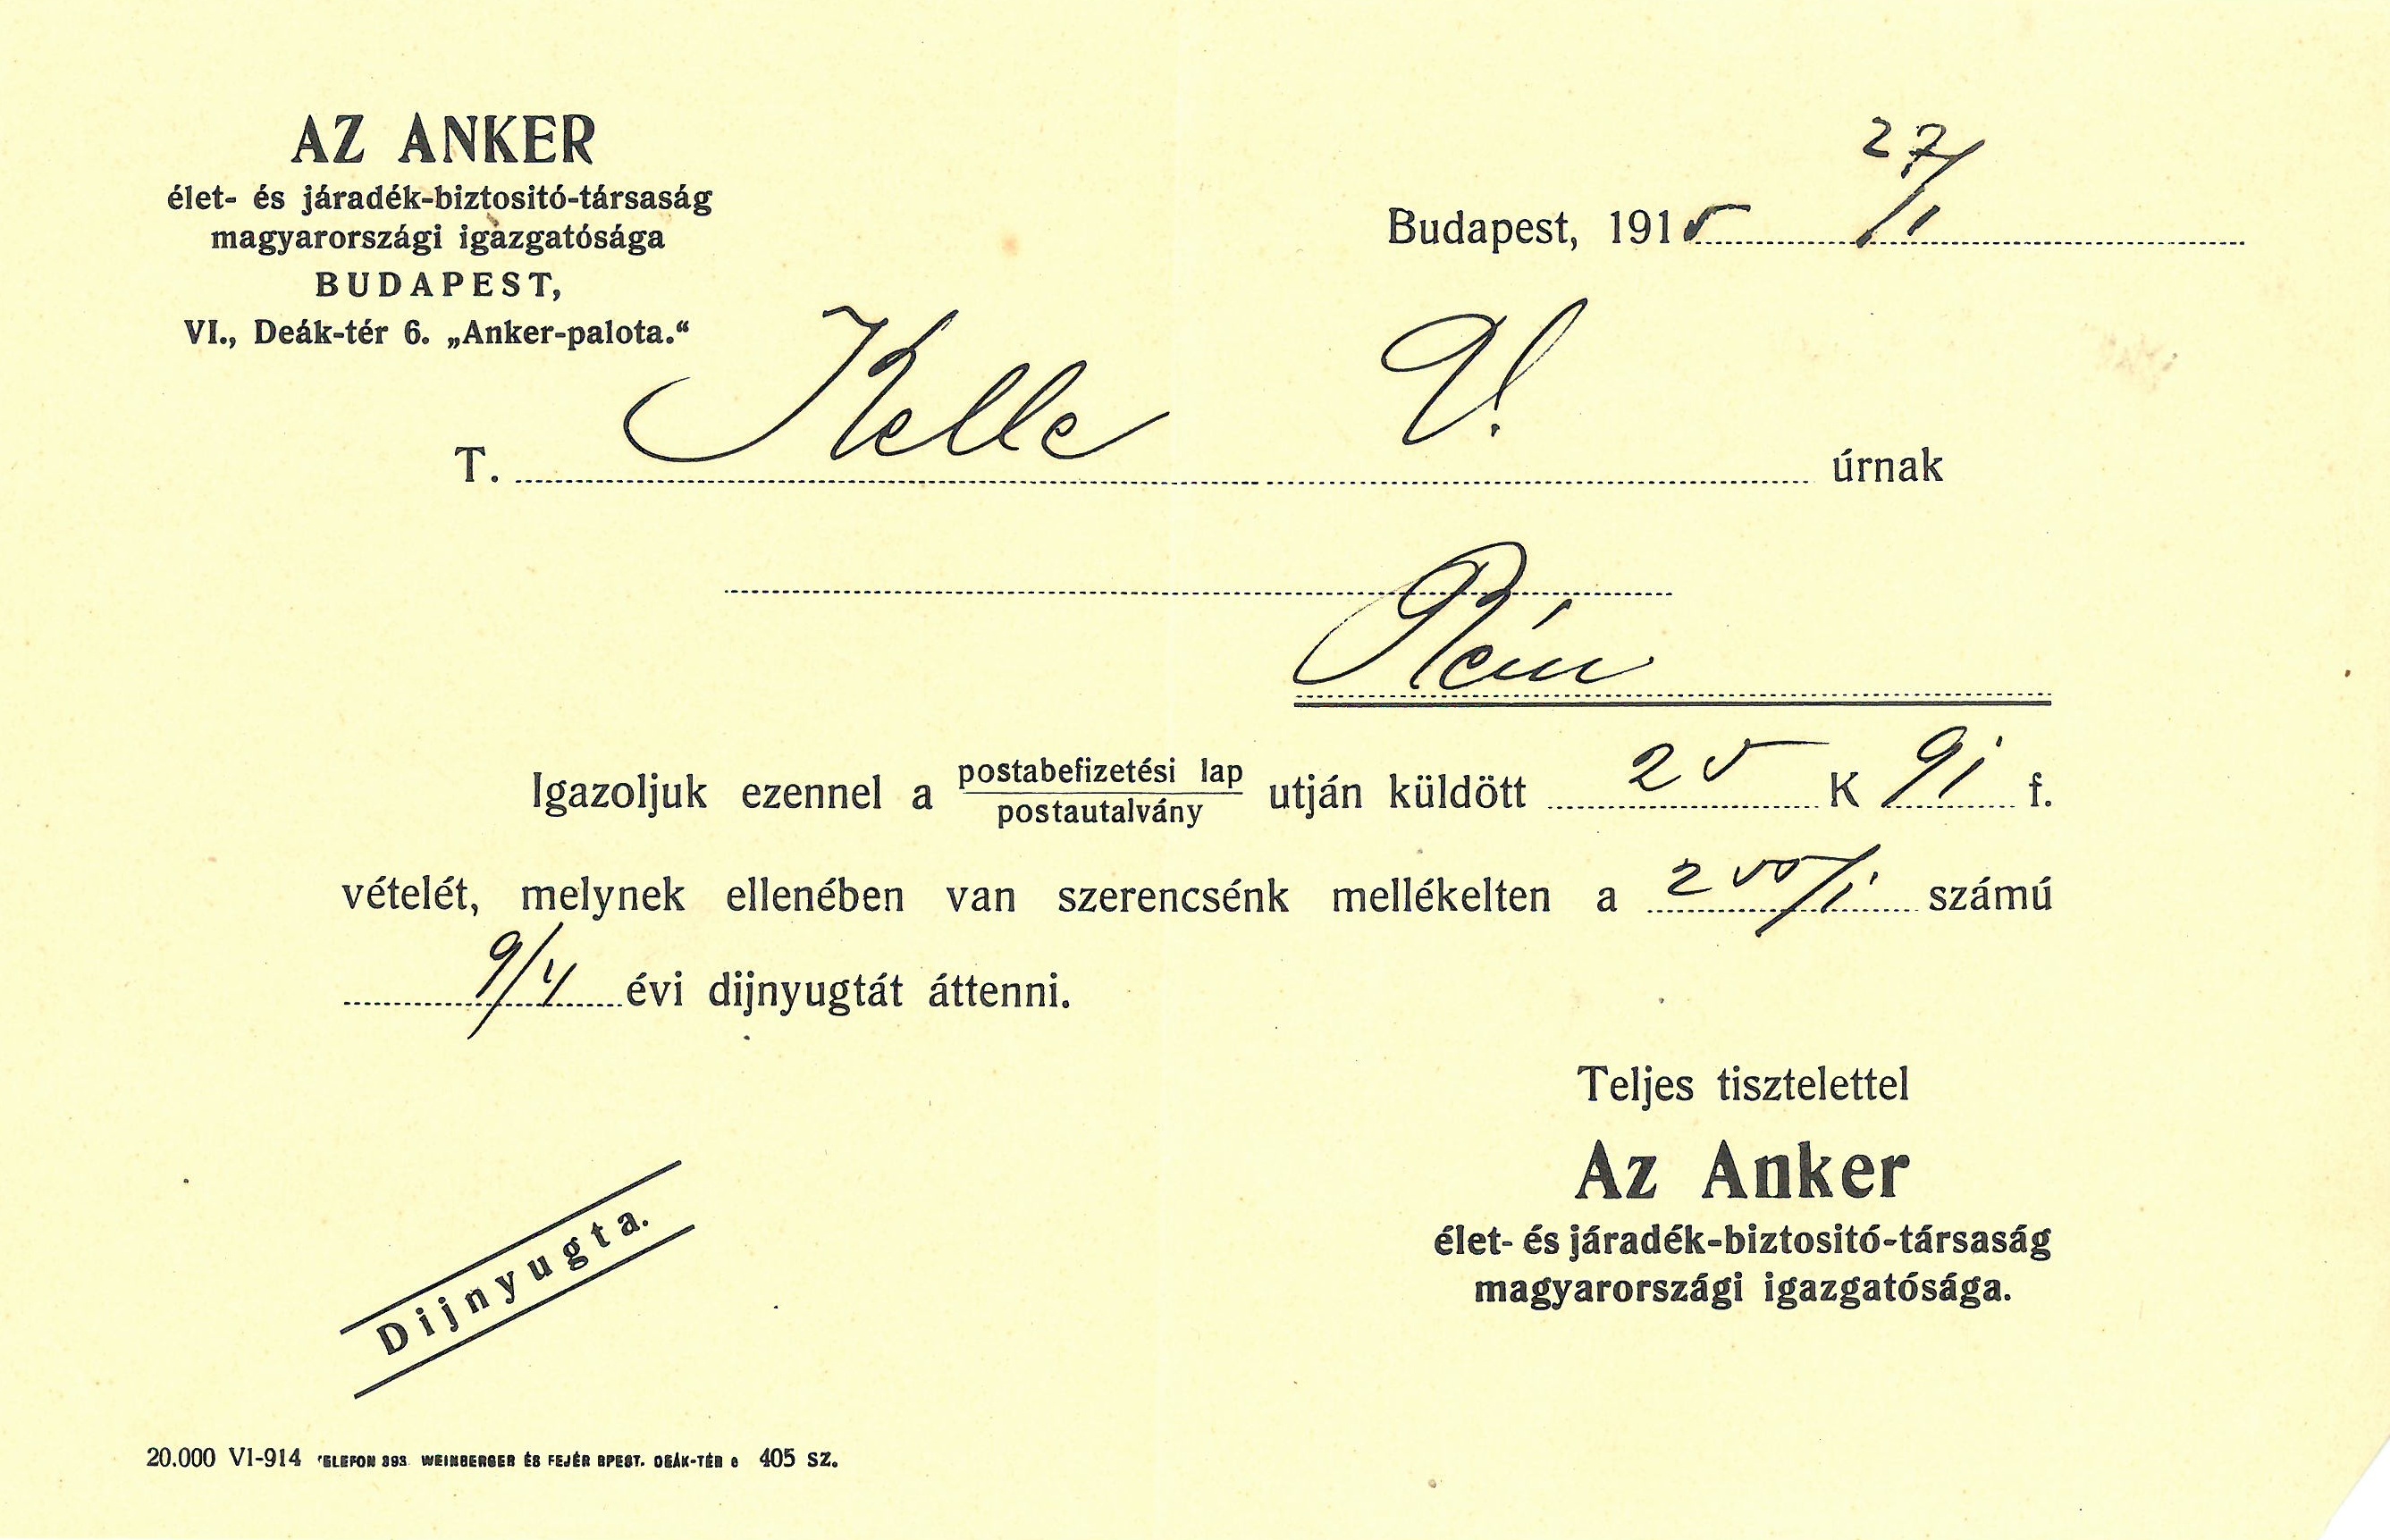 AZ ANKER
élet- és járadék-biztositó-társaság
magyarországi igazgatósága
BUDAPEST,
VI., Deák-tér 6. „Anker-palota.“
Budapest, 1915 27/1
T. Kelle V! úrnak
Rém
Igazoljuk ezennel a postabefizetési lap utján küldött 25 K 91 f.
postautalvány
vételét, melynek ellenében van szerencsénk mellékelten a számú
9/4 évi dijnyugtát áttenni.
Teljes tisztelettel
Az Anker
élet- és járadék-biztositó-társaság
magyarországi igazgatósága.
Dijnyugta.
20.000 VI-914 TELEFON WEINBERGER ÉS FEJÉR BPEST. DEÁK-TÉR 405 SZ.